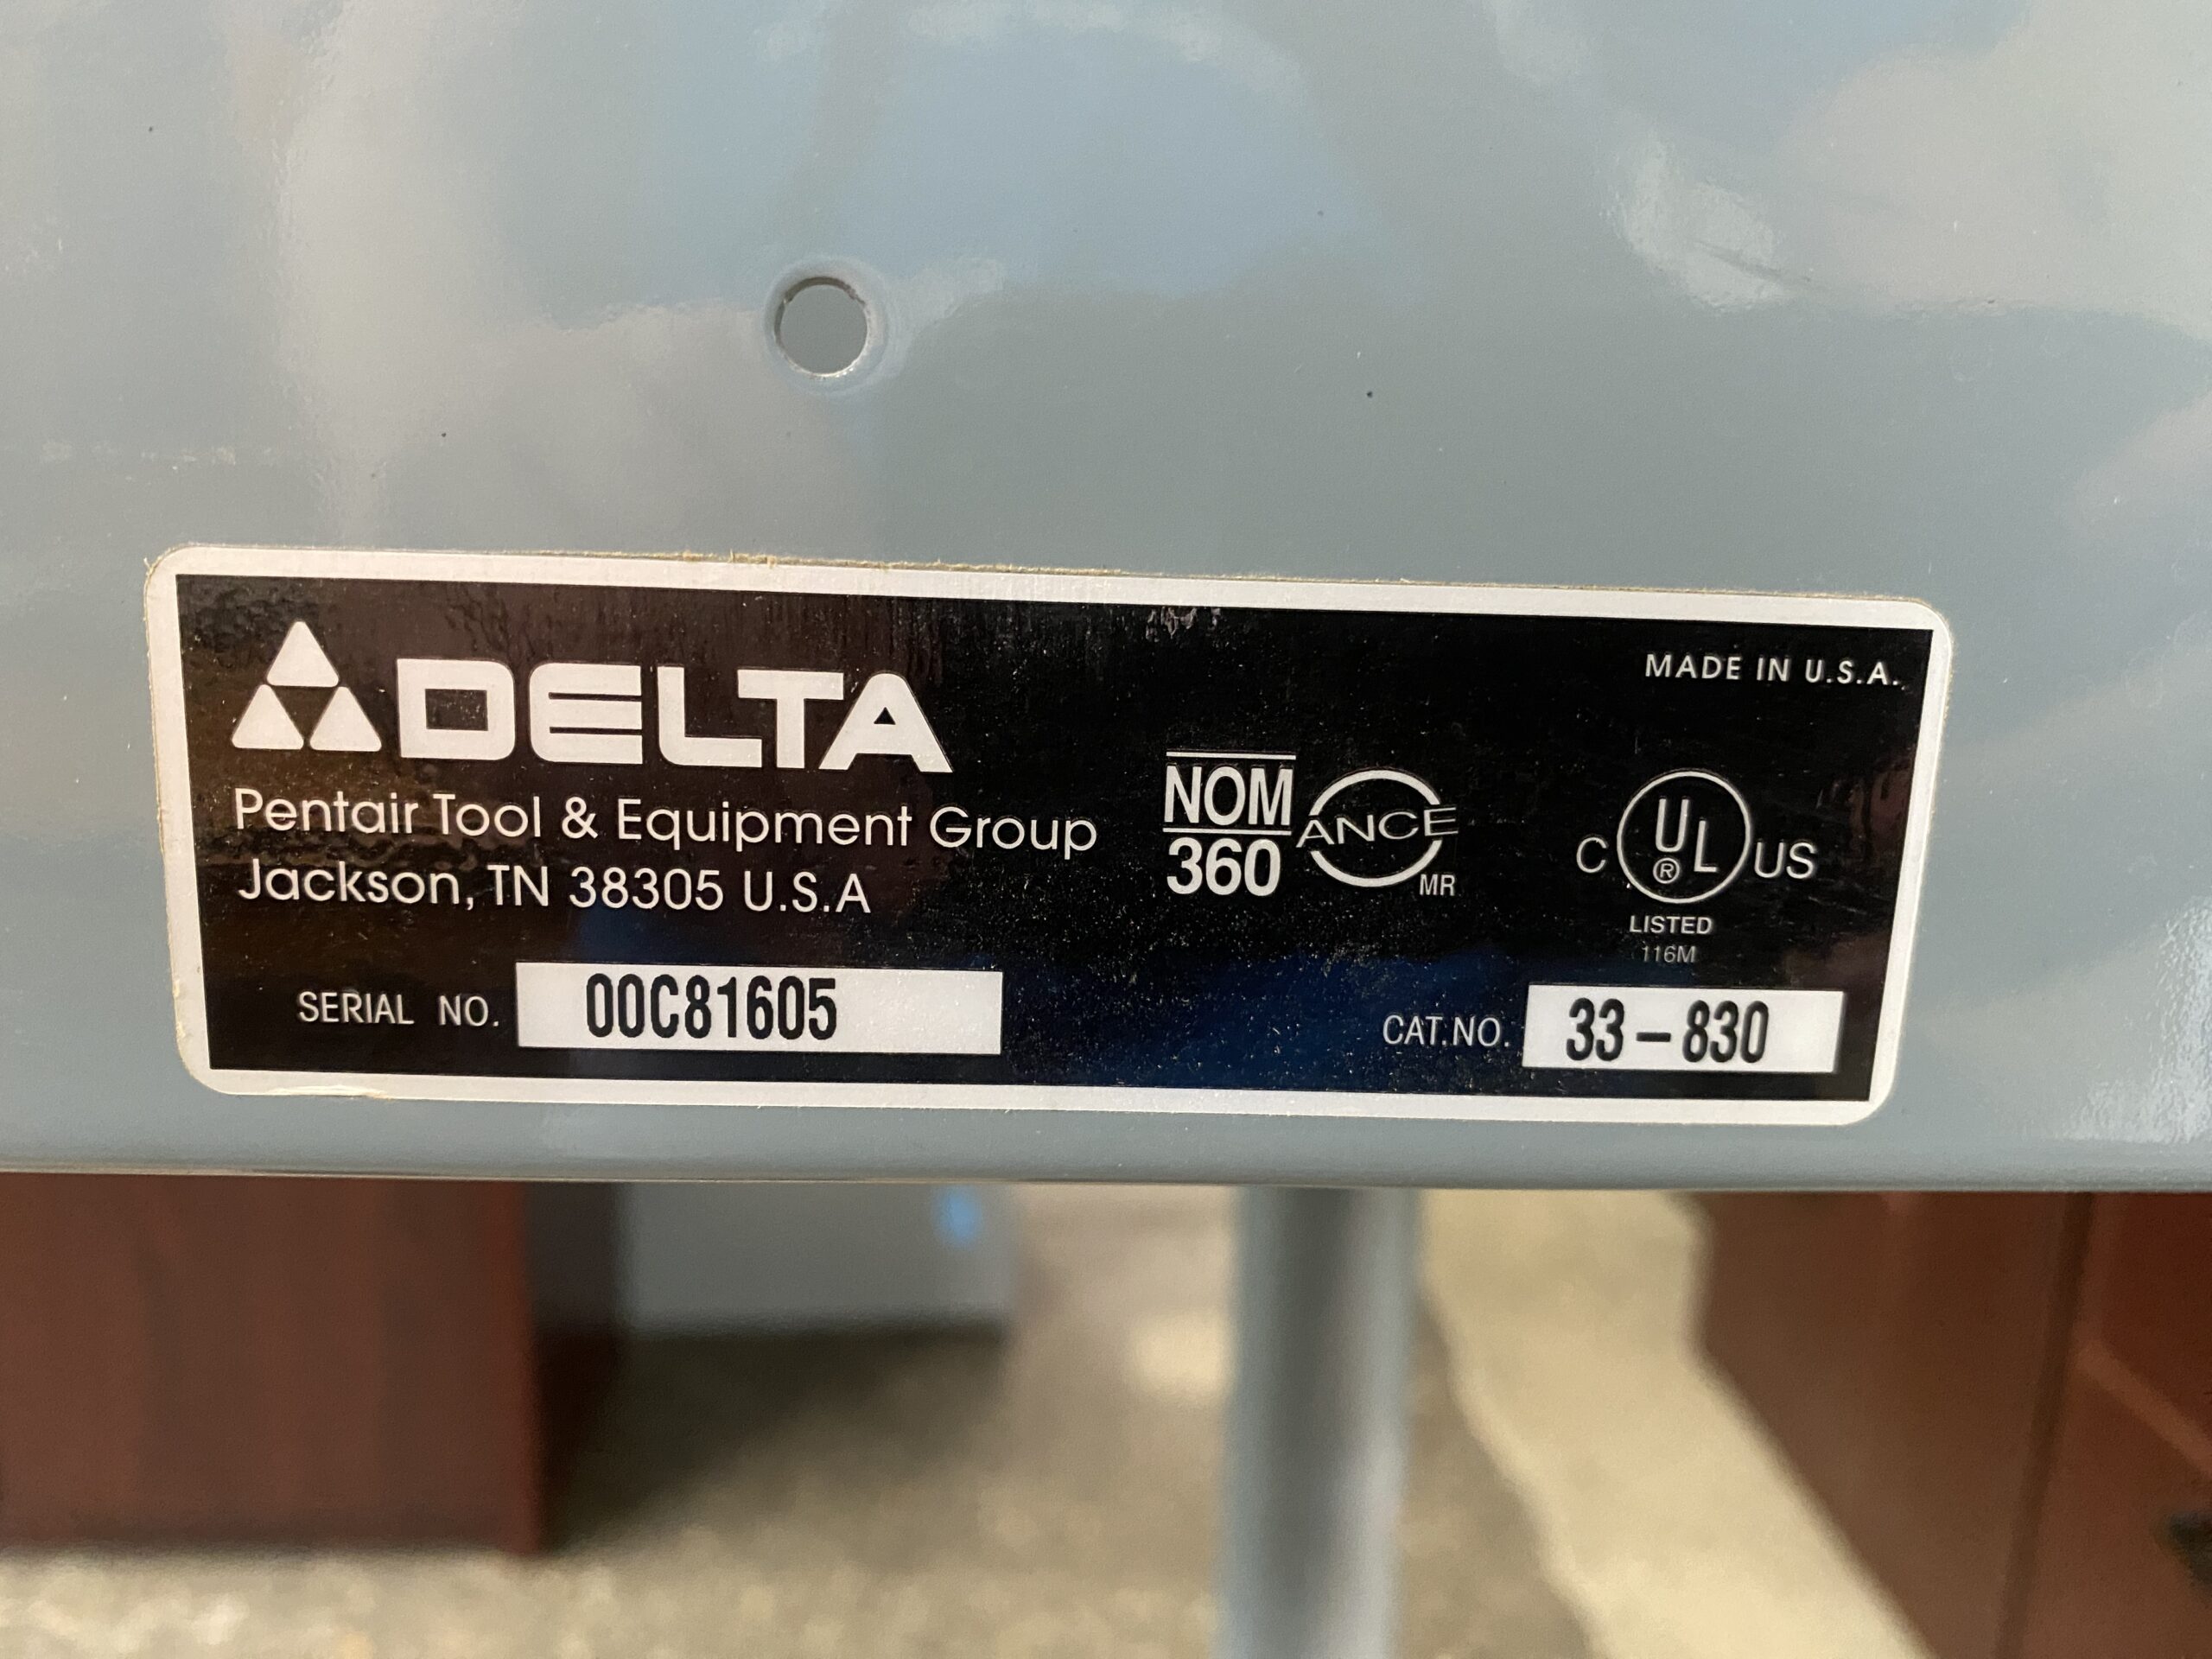 DELTA
MADE IN U.S.A.
Pentair Tool & Equipment Group
Jackson, TN 38305 U.S.A
NOM
360
ANCE
MR
C UL® US
LISTED
116M
SERIAL NO. 00C81605
CAT.NO. 33-830